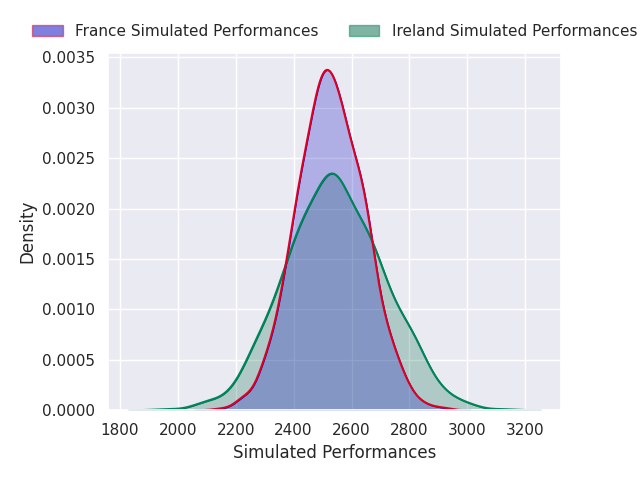 France Simulated Performances Ireland Simulated Performances
0.0035
0.0030
0.0025
0.0020
0.0015
0.0010
0.0005
0.0000
Density
1800 2000 2200 2400 2600 2800 3000 3200
Simulated Performances